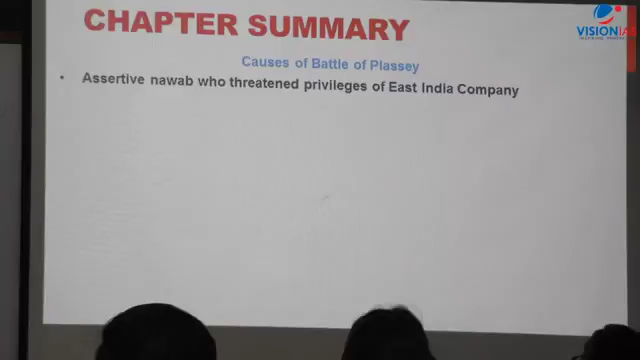 CHAPTER SUMMARY
VISIONIAS
Causes of Battle of Plassey
• Assertive nawab who threatened privileges of East India Company